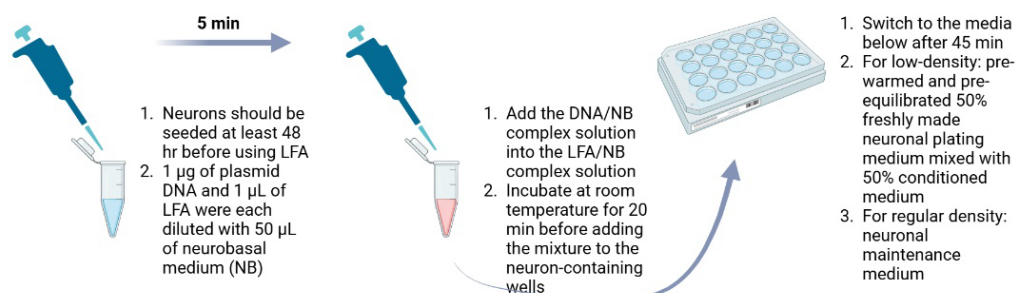 5 min
1. Neurons should be
seeded at least 48
hr before using LFA
2. 1 µg of plasmid
DNA and 1 µL of
LFA were each
diluted with 50 µL
of neurobasal
medium (NB)
1. Add the DNA/NB
complex solution
into the LFA/NB
complex solution
2. Incubate at room
temperature for 20
min before adding
the mixture to the
neuron-containing
wells
1. Switch to the media
below after 45 min
2. For low-density: pre-
warmed and pre-
equilibrated 50%
freshly made
neuronal plating
medium mixed with
50% conditioned
medium
3. For regular density:
neuronal
maintenance
medium